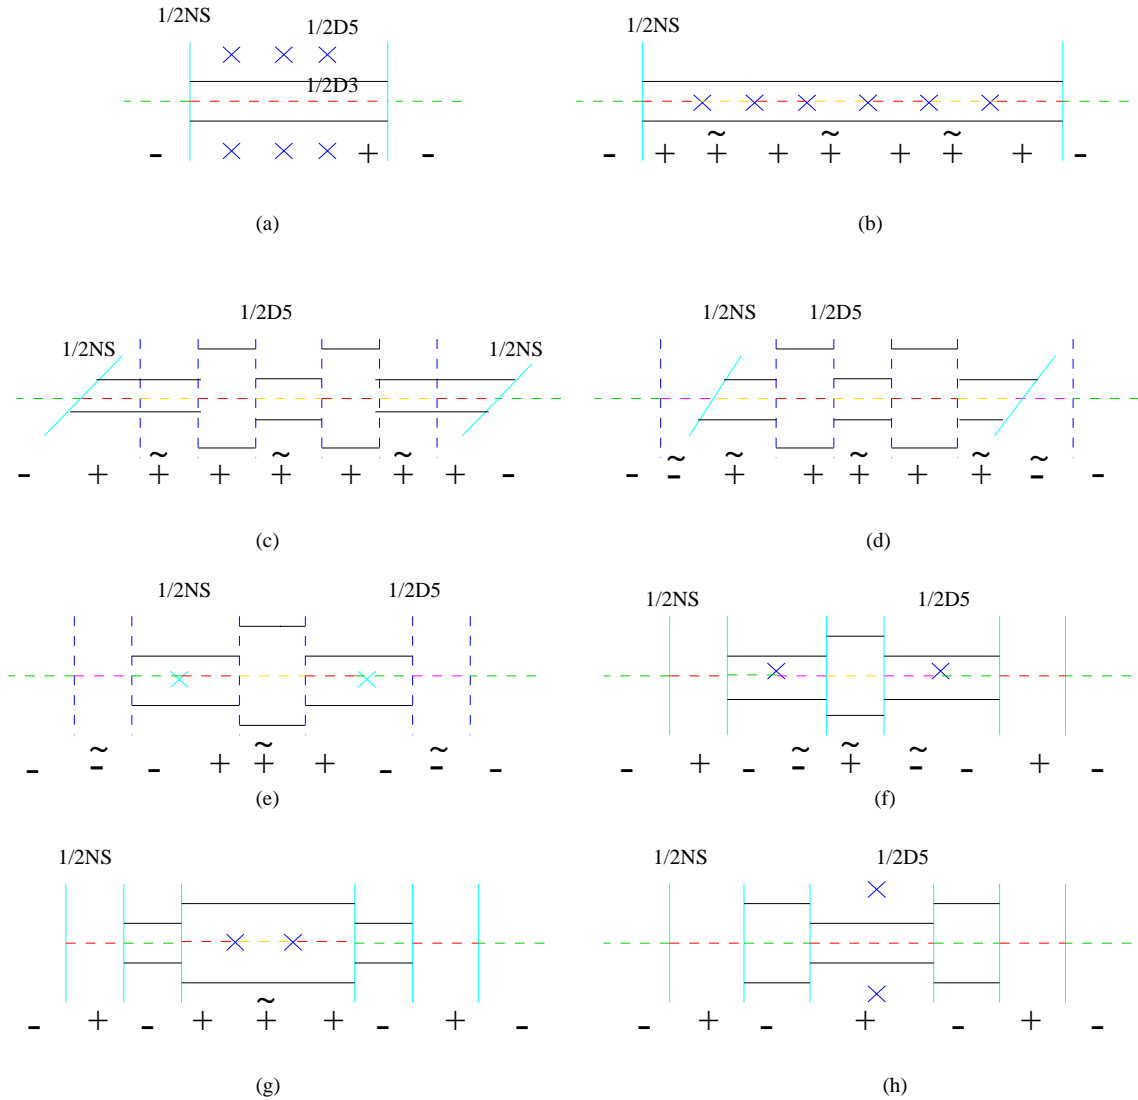 1/2NS
1/2D5
1/2D3
- + -
(a)
1/2NS
- + +̃ + +̃ + +̃ + -
(b)
1/2NS
1/2D5
1/2NS
- + +̃ + +̃ + +̃ + -
(c)
1/2NS
1/2D5
- -̃ +̃ + +̃ + +̃ -̃ -
(d)
1/2NS
1/2D5
- -̃ - + +̃ + - -̃ -
(e)
1/2NS
1/2D5
- + - -̃ +̃ -̃ - + -
(f)
1/2NS
- + - + +̃ + - + -
(g)
1/2NS
1/2D5
- + - + - + -
(h)